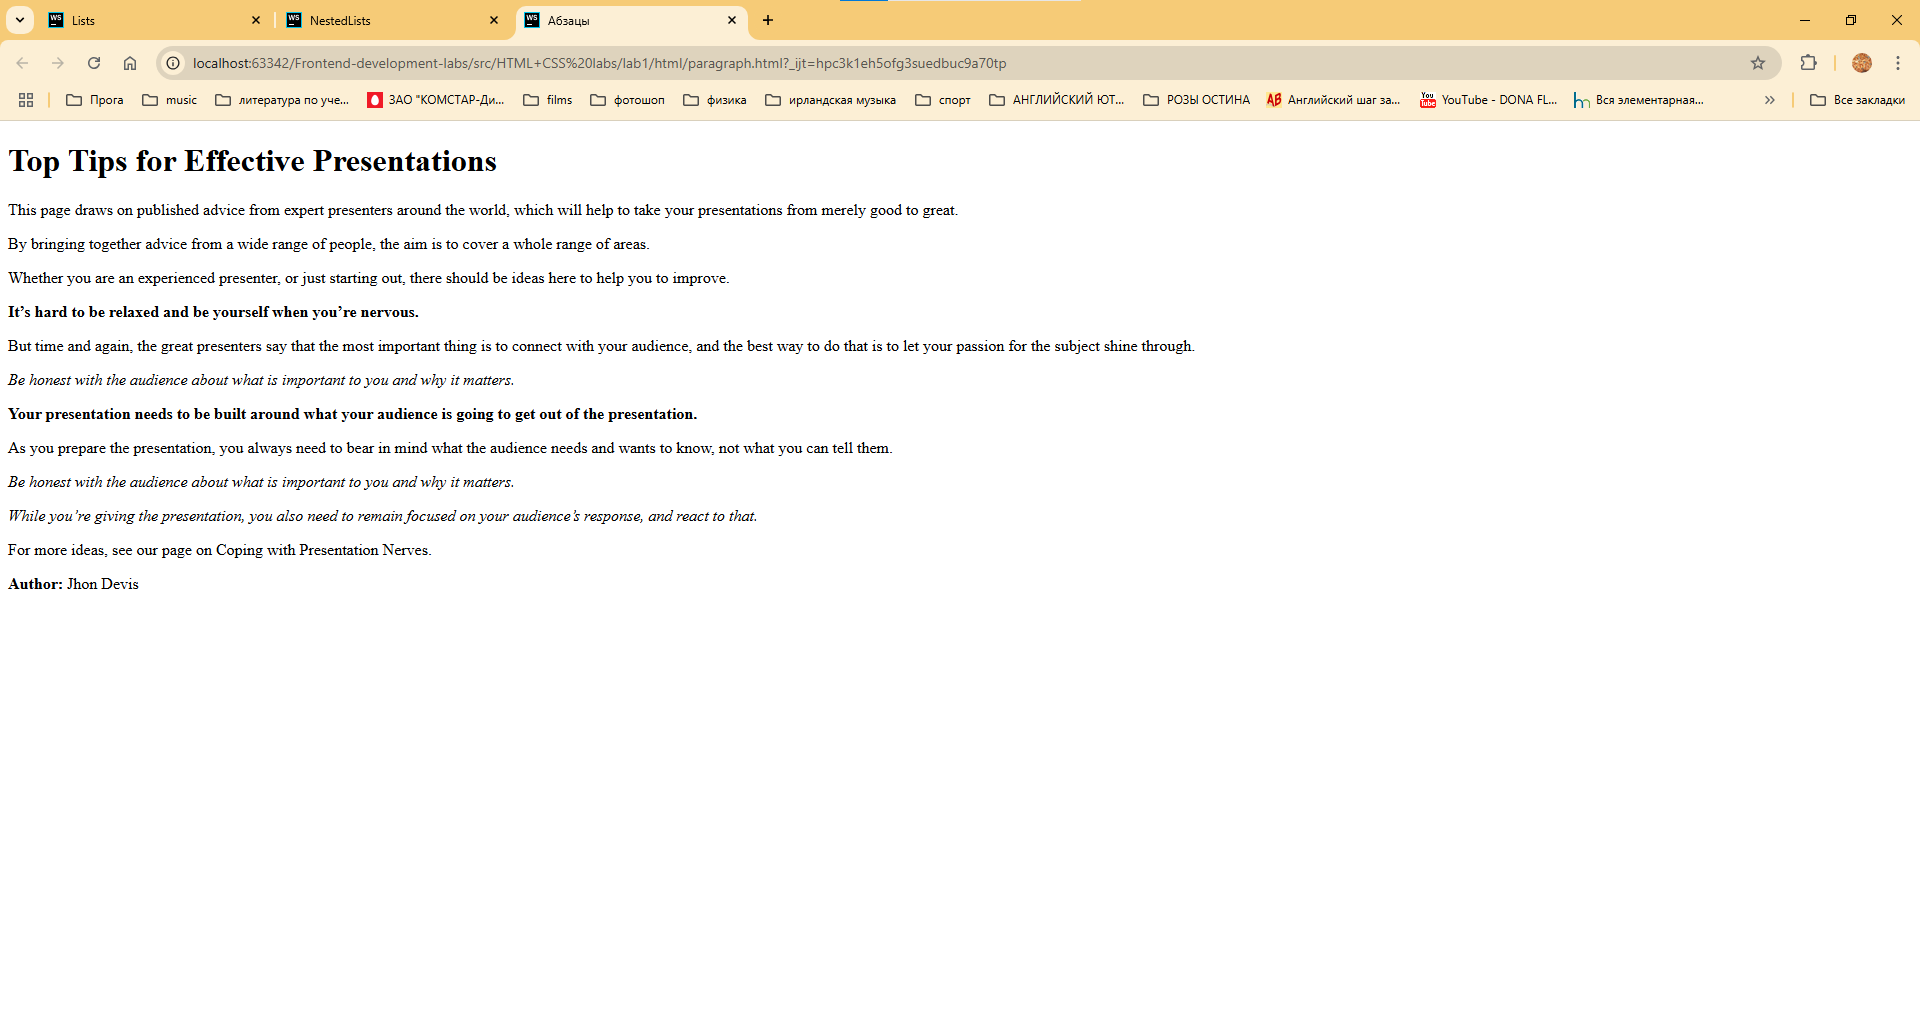 Lists
NestedLists
Абзацы
localhost:63342/Frontend-development-labs/src/HTML+CSS%20labs/lab1/html/paragraph.html?_ijt=hpc3k1eh5ofg3suedbuc9a70tp
Прога music литература по уче... ЗАО "КОМСТАР-Ди... films фотошоп физика ирландская музыка спорт АНГЛИЙСКИЙ ЮТ... РОЗЫ ОСТИНА Английский шаг за... YouTube - DONA FL... Вся элементарная... Все закладки
Top Tips for Effective Presentations
This page draws on published advice from expert presenters around the world, which will help to take your presentations from merely good to great.
By bringing together advice from a wide range of people, the aim is to cover a whole range of areas.
Whether you are an experienced presenter, or just starting out, there should be ideas here to help you to improve.
It’s hard to be relaxed and be yourself when you’re nervous.
But time and again, the great presenters say that the most important thing is to connect with your audience, and the best way to do that is to let your passion for the subject shine through.
Be honest with the audience about what is important to you and why it matters.
Your presentation needs to be built around what your audience is going to get out of the presentation.
As you prepare the presentation, you always need to bear in mind what the audience needs and wants to know, not what you can tell them.
Be honest with the audience about what is important to you and why it matters.
While you’re giving the presentation, you also need to remain focused on your audience’s response, and react to that.
For more ideas, see our page on Coping with Presentation Nerves.
Author: Jhon Devis